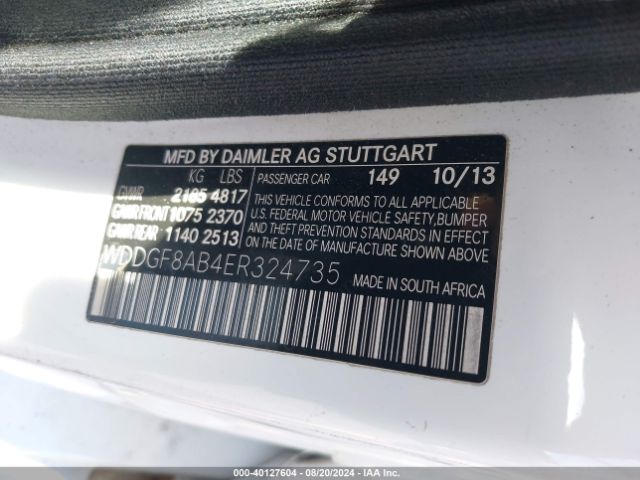 MFD BY DAIMLER AG STUTTGART
KG LBS PASSENGER CAR 149 10/13
GVWR 2185 4817
GAWR FRONT 1075 2370
GAWR REAR 1140 2513
THIS VEHICLE CONFORMS TO ALL APPLICABLE
U.S. FEDERAL MOTOR VEHICLE SAFETY, BUMPER
AND THEFT PREVENTION STANDARDS IN EFFECT
ON THE DATE OF MANUFACTURE SHOWN ABOVE
WDDGF8AB4ER324735
MADE IN SOUTH AFRICA
000-40127604 — 08/20/2024 — IAA Inc.